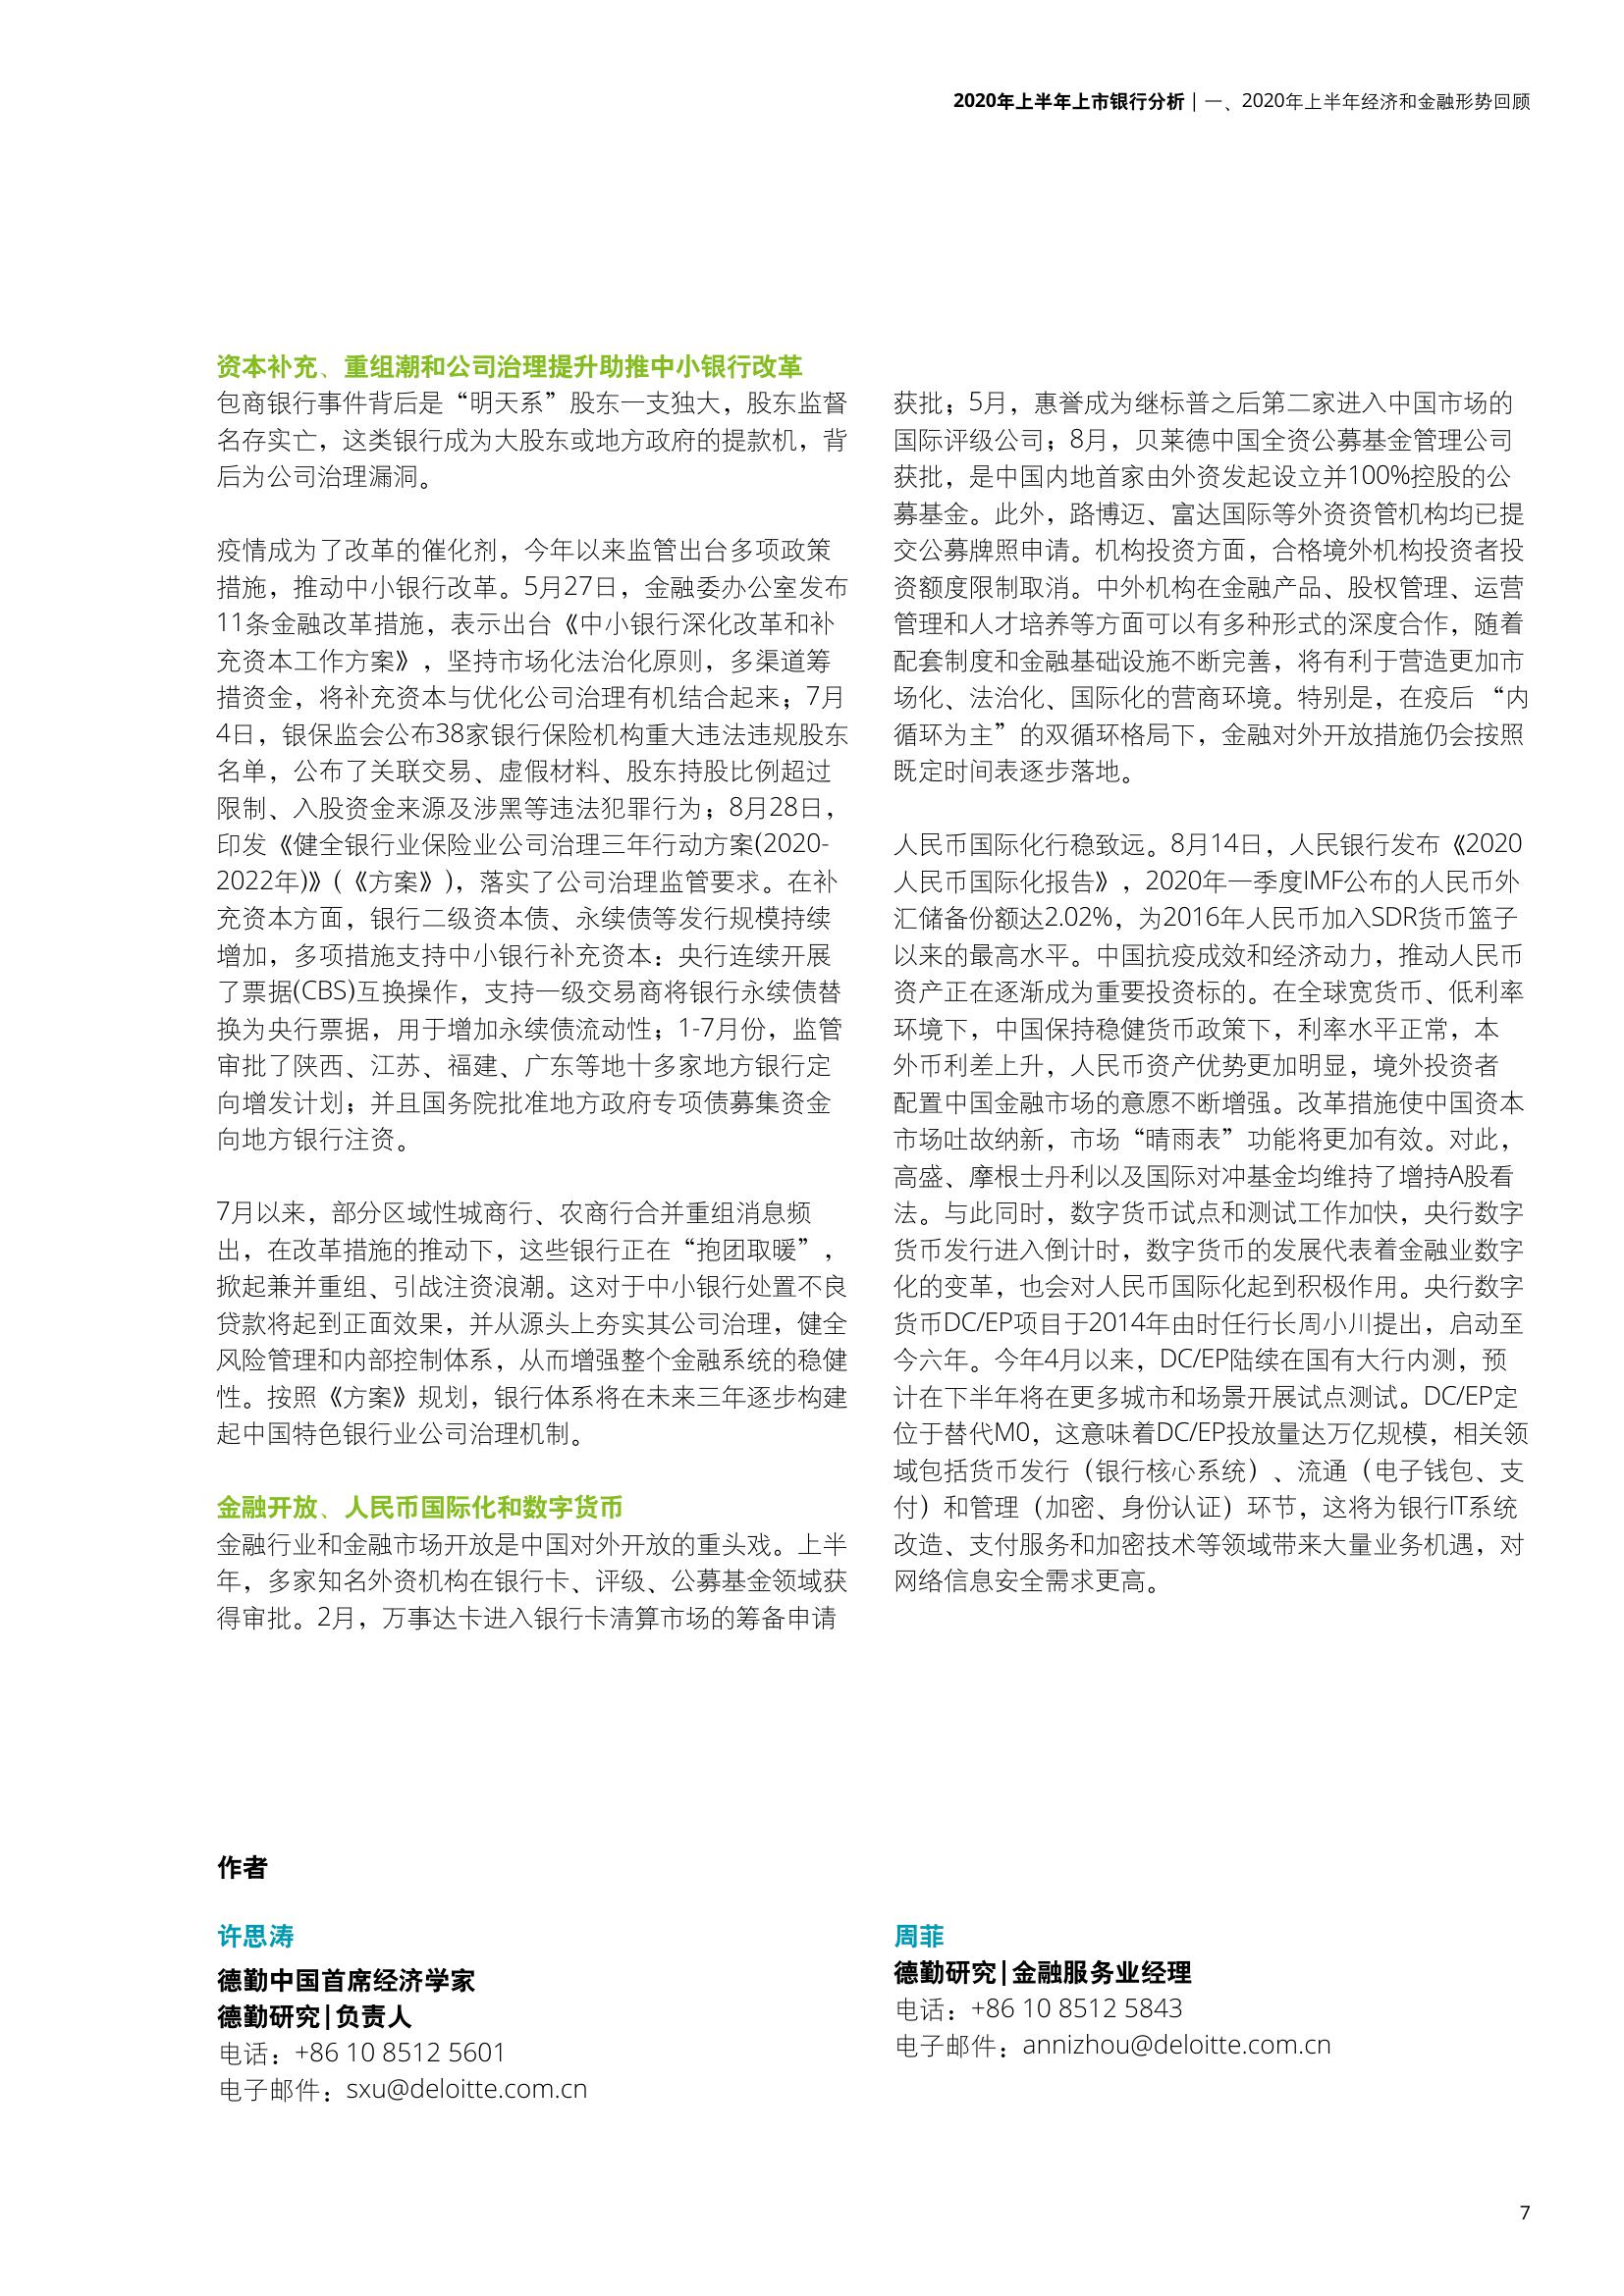 2020年上半年上市银行分析 | 一、2020年上半年经济和金融形势回顾
资本补充、重组潮和公司治理提升助推中小银行改革
包商银行事件背后是“明天系”股东一支独大，股东监督
名存实亡，这类银行成为大股东或地方政府的提款机，背
后为公司治理漏洞。
疫情成为了改革的催化剂，今年以来监管出台多项政策
措施，推动中小银行改革。5月27日，金融委办公室发布
11条金融改革措施，表示出台《中小银行深化改革和补
充资本工作方案》，坚持市场化法治化原则，多渠道筹
措资金，将补充资本与优化公司治理有机结合起来；7月
4日，银保监会公布38家银行保险机构重大违法违规股东
名单，公布了关联交易、虚假材料、股东持股比例超过
限制、入股资金来源及涉黑等违法犯罪行为；8月28日，
印发《健全银行业保险业公司治理三年行动方案(2020-
2022年)》(《方案》)，落实了公司治理监管要求。在补
充资本方面，银行二级资本债、永续债等发行规模持续
增加，多项措施支持中小银行补充资本：央行连续开展
了票据(CBS)互换操作，支持一级交易商将银行永续债替
换为央行票据，用于增加永续债流动性；1-7月份，监管
审批了陕西、江苏、福建、广东等地十多家地方银行定
向增发计划；并且国务院批准地方政府专项债募集资金
向地方银行注资。
7月以来，部分区域性城商行、农商行合并重组消息频
出，在改革措施的推动下，这些银行正在“抱团取暖”，
掀起兼并重组、引战注资浪潮。这对于中小银行处置不良
贷款将起到正面效果，并从源头上夯实其公司治理，健全
风险管理和内部控制体系，从而增强整个金融系统的稳健
性。按照《方案》规划，银行体系将在未来三年逐步构建
起中国特色银行业公司治理机制。
金融开放、人民币国际化和数字货币
金融行业和金融市场开放是中国对外开放的重头戏。上半
年，多家知名外资机构在银行卡、评级、公募基金领域获
得审批。2月，万事达卡进入银行卡清算市场的筹备申请
获批；5月，惠誉成为继标普之后第二家进入中国市场的
国际评级公司；8月，贝莱德中国全资公募基金管理公司
获批，是中国内地首家由外资发起设立并100%控股的公
募基金。此外，路博迈、富达国际等外资资管机构均已提
交公募牌照申请。机构投资方面，合格境外机构投资者投
资额度限制取消。中外机构在金融产品、股权管理、运营
管理和人才培养等方面可以有多种形式的深度合作，随着
配套制度和金融基础设施不断完善，将有利于营造更加市
场化、法治化、国际化的营商环境。特别是，在疫后 “内
循环为主”的双循环格局下，金融对外开放措施仍会按照
既定时间表逐步落地。
人民币国际化行稳致远。8月14日，人民银行发布《2020
人民币国际化报告》，2020年一季度IMF公布的人民币外
汇储备份额达2.02%，为2016年人民币加入SDR货币篮子
以来的最高水平。中国抗疫成效和经济动力，推动人民币
资产正在逐渐成为重要投资标的。在全球宽货币、低利率
环境下，中国保持稳健货币政策下，利率水平正常，本
外币利差上升，人民币资产优势更加明显，境外投资者
配置中国金融市场的意愿不断增强。改革措施使中国资本
市场吐故纳新，市场“晴雨表”功能将更加有效。对此，
高盛、摩根士丹利以及国际对冲基金均维持了增持A股看
法。与此同时，数字货币试点和测试工作加快，央行数字
货币发行进入倒计时，数字货币的发展代表着金融业数字
化的变革，也会对人民币国际化起到积极作用。央行数字
货币DC/EP项目于2014年由时任行长周小川提出，启动至
今六年。今年4月以来，DC/EP陆续在国有大行内测，预
计在下半年将在更多城市和场景开展试点测试。DC/EP定
位于替代M0，这意味着DC/EP投放量达万亿规模，相关领
域包括货币发行（银行核心系统）、流通（电子钱包、支
付）和管理（加密、身份认证）环节，这将为银行IT系统
改造、支付服务和加密技术等领域带来大量业务机遇，对
网络信息安全需求更高。
作者
许思涛
德勤中国首席经济学家
德勤研究|负责人
电话：+86 10 8512 5601
电子邮件：sxu@deloitte.com.cn
周菲
德勤研究|金融服务业经理
电话：+86 10 8512 5843
电子邮件：annizhou@deloitte.com.cn
7